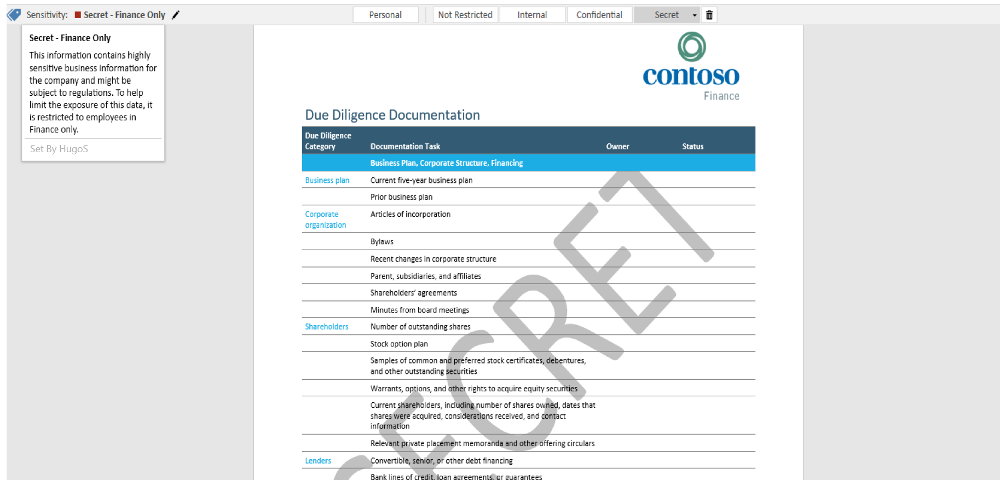 Sensitivity: Secret - Finance Only
Personal
Not Restricted
Internal
Confidential
Secret
Secret - Finance Only
This information contains highly
sensitive business information for
the company and might be
subject to regulations. To help
limit the exposure of this data, it
is restricted to employees in
Finance only.
Set By HugoS
contoso
Finance
Due Diligence Documentation
Due Diligence
Category Documentation Task Owner Status
Business Plan, Corporate Structure, Financing
Business plan Current five-year business plan
Prior business plan
Corporate Articles of incorporation
organization
Bylaws
Recent changes in corporate structure
Parent, subsidiaries, and affiliates
Shareholders’ agreements
Minutes from board meetings
Shareholders Number of outstanding shares
Stock option plan
Samples of common and preferred stock certificates, debentures,
and other outstanding securities
Warrants, options, and other rights to acquire equity securities
Current shareholders, including number of shares owned, dates that
shares were acquired, considerations received, and contact
information
Relevant private placement memoranda and other offering circulars
Lenders Convertible, senior, or other debt financing
Bank lines of credit, loan agreements, or guarantees
SECRET